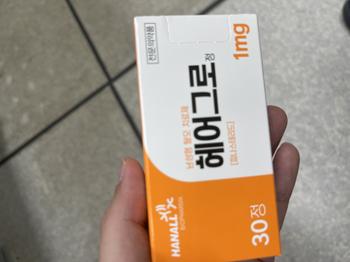 전문의약품
남성형 탈모 치료제
헤어그로정
1mg
[피나스테리드]
HANALL
BIOPHARMA
30정